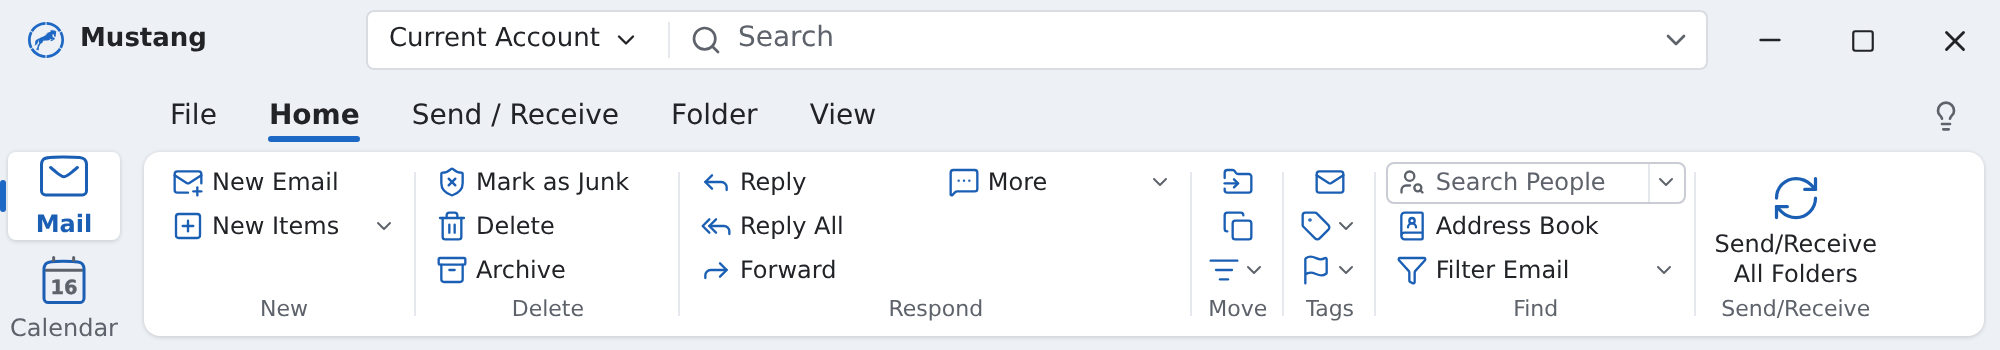 Mustang
Current Account
Search
File Home Send / Receive Folder View
Mail
16
Calendar
New Email
New Items
New
Mark as Junk
Delete
Archive
Delete
Reply
Reply All
Forward
More
Respond
Move
Tags
Search People
Address Book
Filter Email
Find
Send/Receive
All Folders
Send/Receive